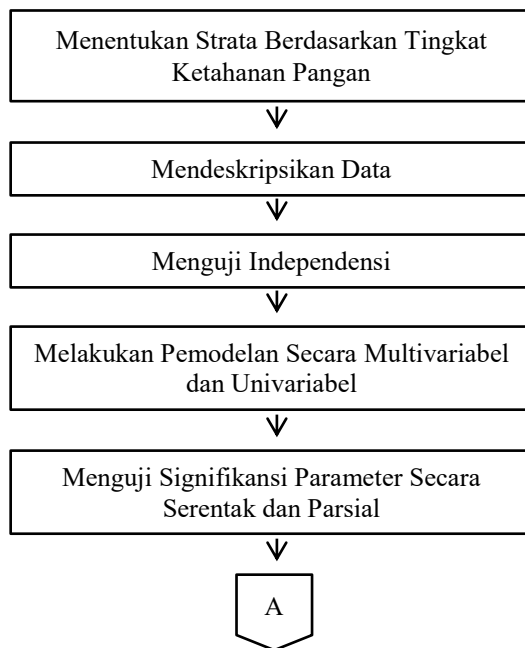 Menentukan Strata Berdasarkan Tingkat
Ketahanan Pangan
Mendeskripsikan Data
Menguji Independensi
Melakukan Pemodelan Secara Multivariabel
dan Univariabel
Menguji Signifikansi Parameter Secara
Serentak dan Parsial
A